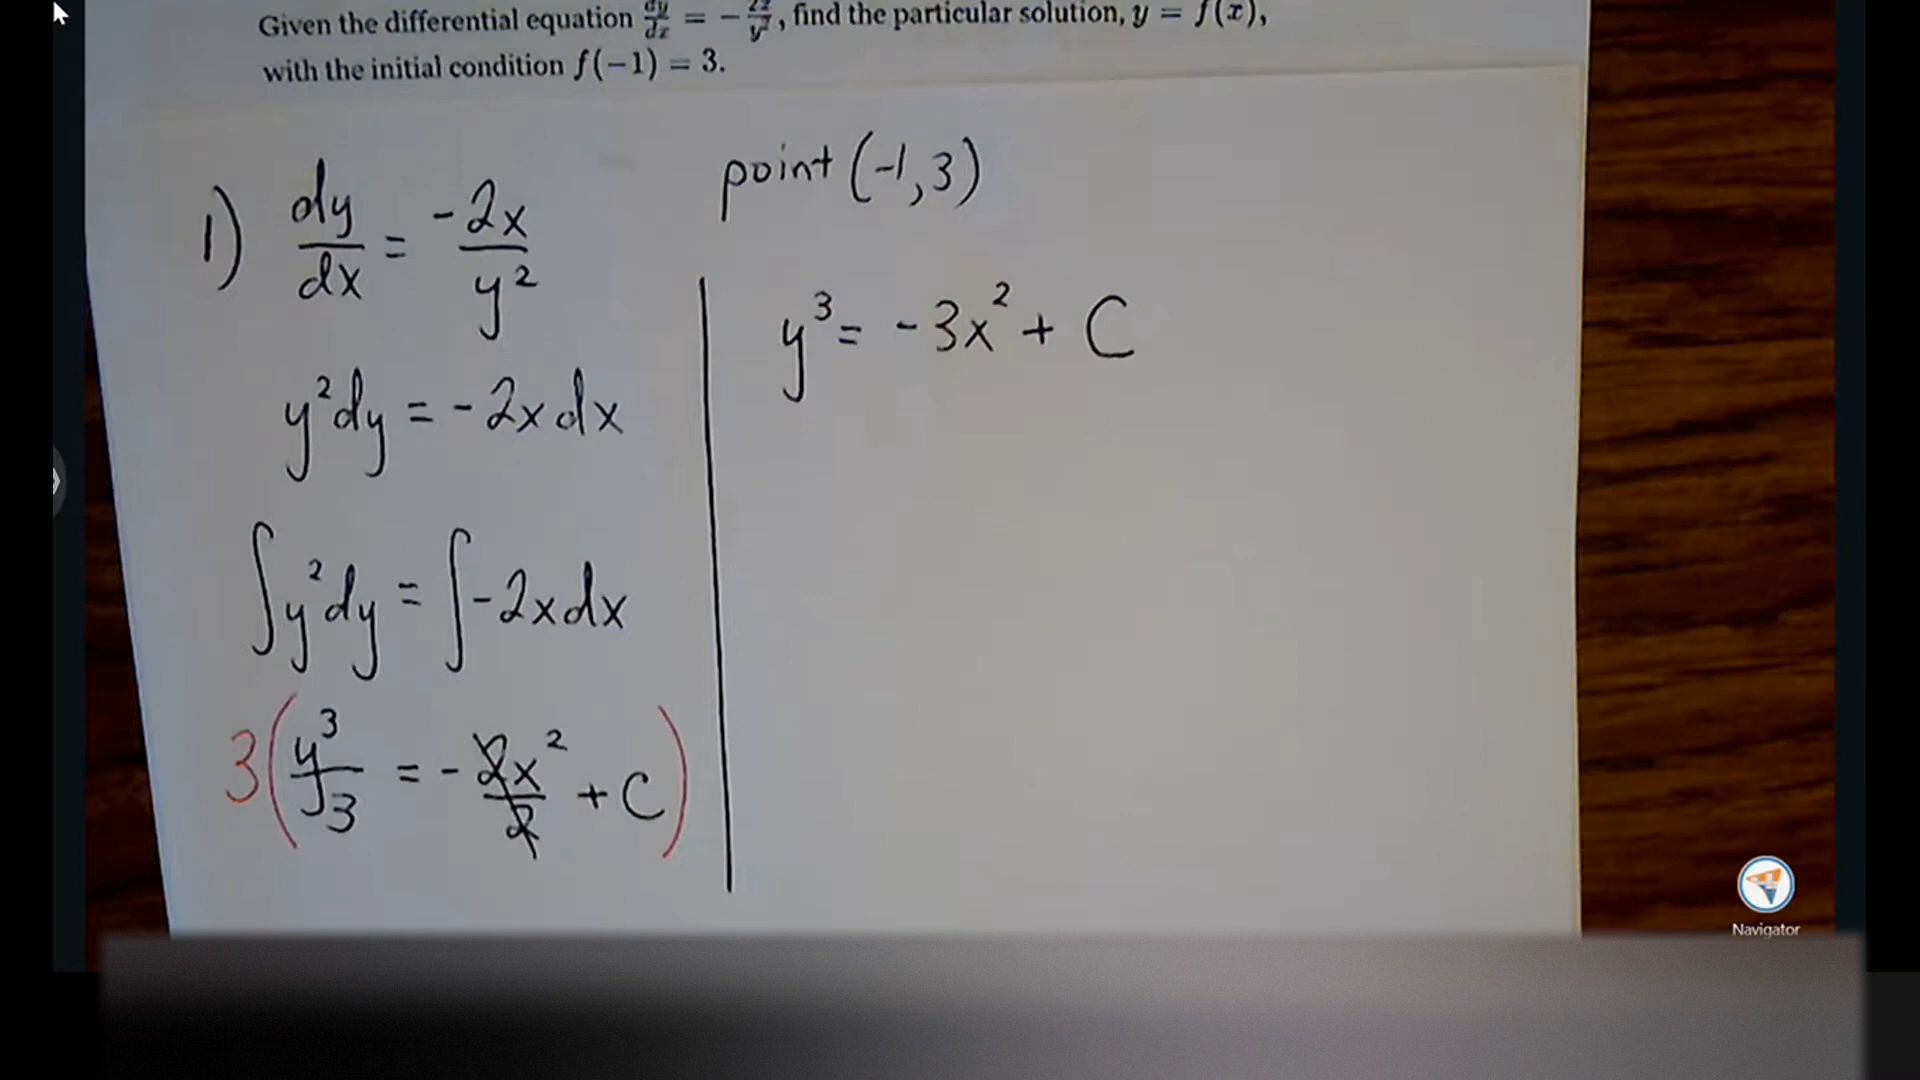 Given the differential equation dy/dx = −2x/y², find the particular solution, y = f(x),
with the initial condition f(−1) = 3.
point (-1,3)
1) dy/dx = -2x/y²
y²dy = -2x dx
∫y²dy = ∫-2xdx
3(y³/3 = -2x²/2 + C)
y³ = -3x² + C
Navigator